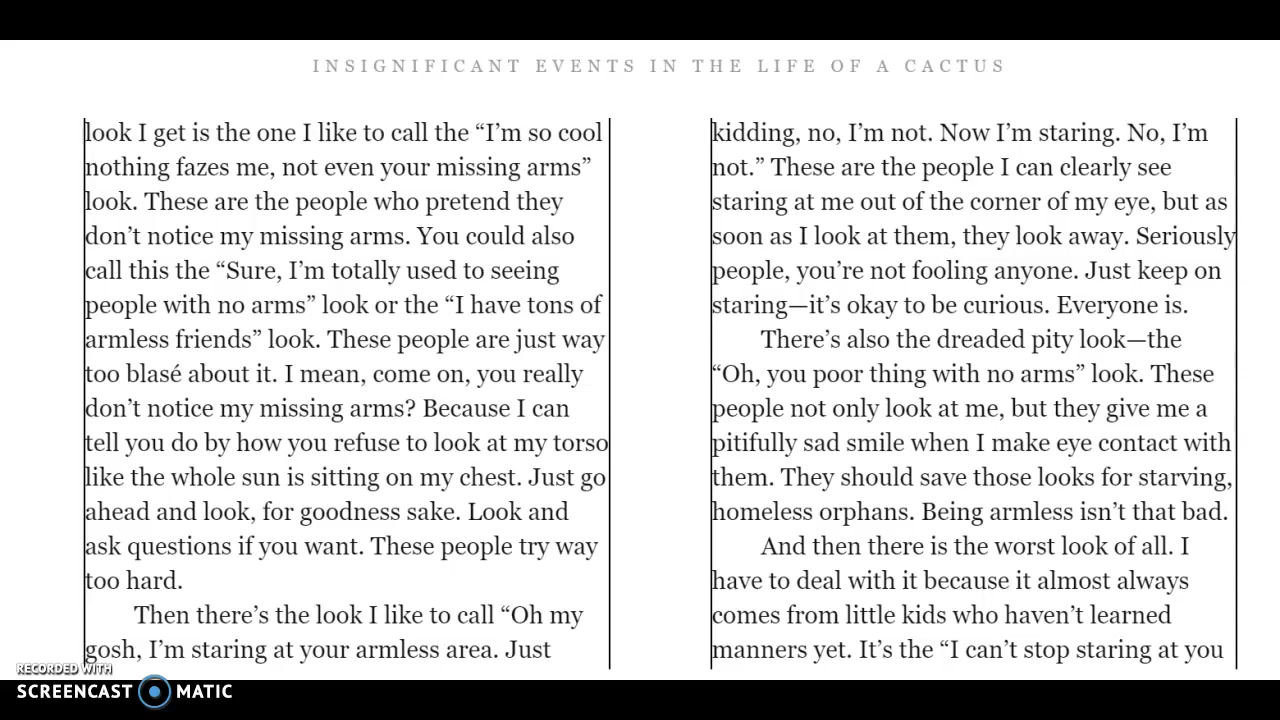 INSIGNIFICANT EVENTS IN THE LIFE OF A CACTUS
look I get is the one I like to call the “I’m so cool
nothing fazes me, not even your missing arms”
look. These are the people who pretend they
don’t notice my missing arms. You could also
call this the “Sure, I’m totally used to seeing
people with no arms” look or the “I have tons of
armless friends” look. These people are just way
too blasé about it. I mean, come on, you really
don’t notice my missing arms? Because I can
tell you do by how you refuse to look at my torso
like the whole sun is sitting on my chest. Just go
ahead and look, for goodness sake. Look and
ask questions if you want. These people try way
too hard.
Then there’s the look I like to call “Oh my
gosh, I’m staring at your armless area. Just
kidding, no, I’m not. Now I’m staring. No, I’m
not.” These are the people I can clearly see
staring at me out of the corner of my eye, but as
soon as I look at them, they look away. Seriously
people, you’re not fooling anyone. Just keep on
staring—it’s okay to be curious. Everyone is.
There’s also the dreaded pity look—the
“Oh, you poor thing with no arms” look. These
people not only look at me, but they give me a
pitifully sad smile when I make eye contact with
them. They should save those looks for starving,
homeless orphans. Being armless isn’t that bad.
And then there is the worst look of all. I
have to deal with it because it almost always
comes from little kids who haven’t learned
manners yet. It’s the “I can’t stop staring at you
RECORDED WITH
SCREENCAST MATIC